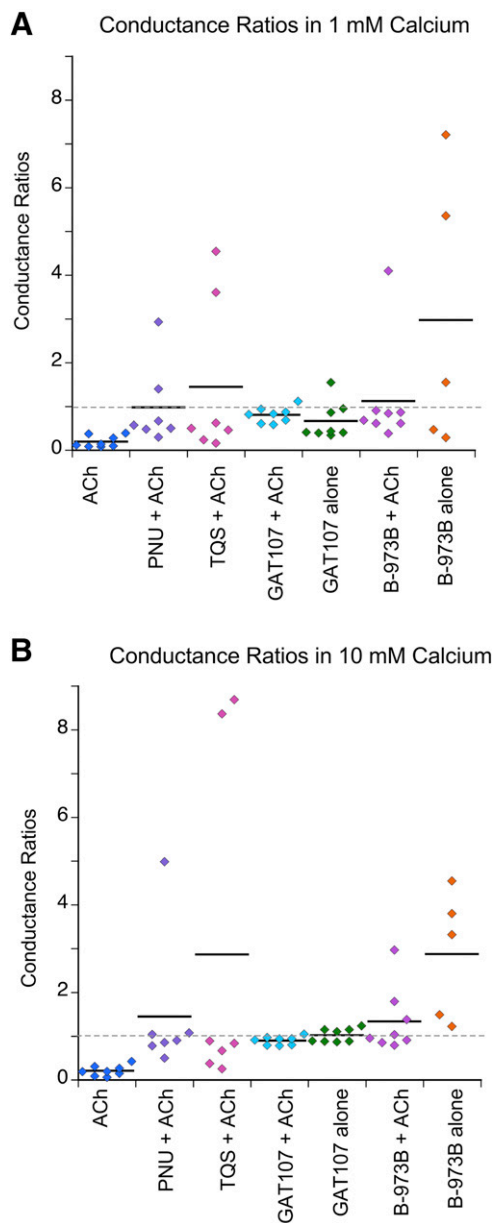 A
Conductance Ratios in 1 mM Calcium
Conductance Ratios
8
6
4
2
0
ACh
PNU + ACh
TQS + ACh
GAT107 + ACh
GAT107 alone
B-973B + ACh
B-973B alone
B
Conductance Ratios in 10 mM Calcium
Conductance Ratios
8
6
4
2
0
ACh
PNU + ACh
TQS + ACh
GAT107 + ACh
GAT107 alone
B-973B + ACh
B-973B alone